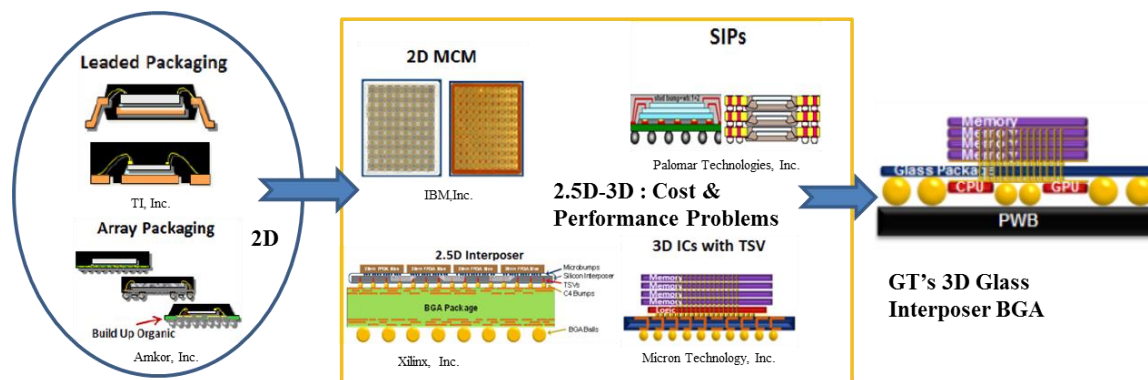 Leaded Packaging
TI, Inc.
Array Packaging
2D
Build Up Organic
Amkor, Inc.
2D MCM
IBM,Inc.
SIPs
Palomar Technologies, Inc.
2.5D-3D : Cost &
Performance Problems
2.5D Interposer
Microbumps
Silicon Interposer
TSVs
C4 Bumps
BGA Package
BGA Balls
Xilinx, Inc.
3D ICs with TSV
Memory
Memory
Memory
Memory
Logic
Micron Technology, Inc.
Memory
Memory
Memory
Memory
Glass Package
CPU
GPU
PWB
GT's 3D Glass
Interposer BGA